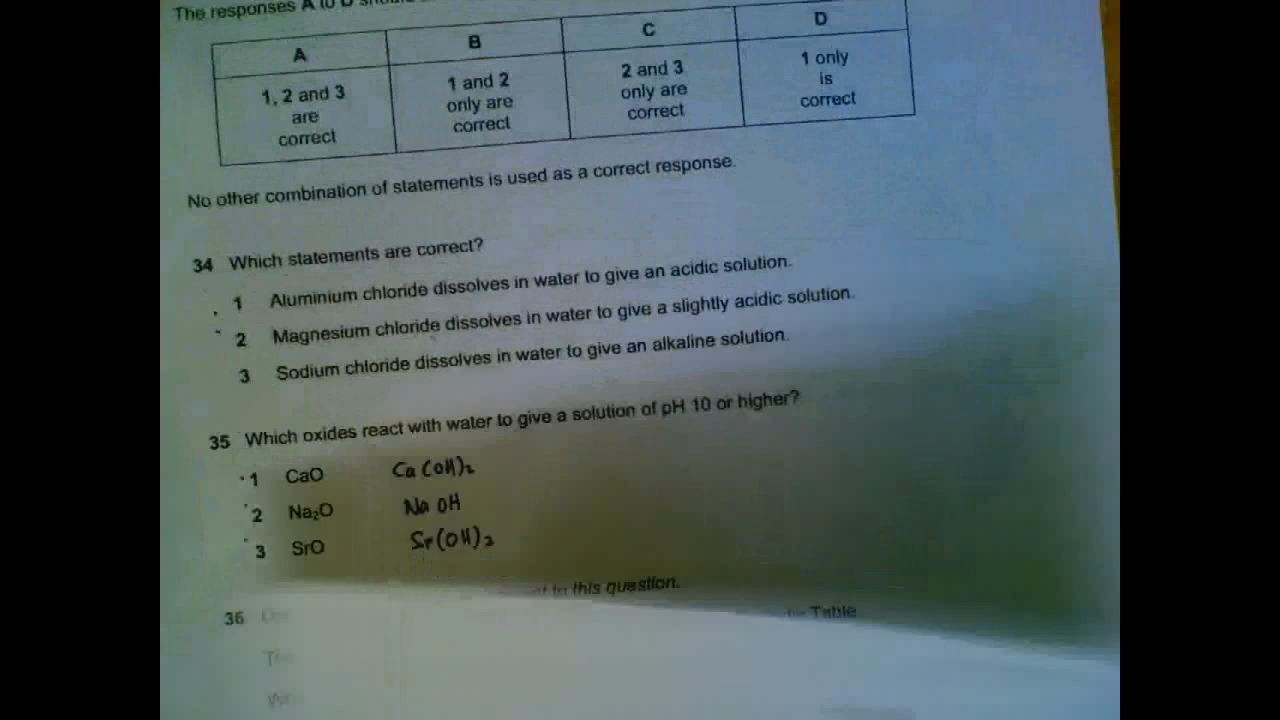 The responses A to D
A B C D
1, 2 and 3 are correct
1 and 2 only are correct
2 and 3 only are correct
1 only is correct
No other combination of statements is used as a correct response.
34 Which statements are correct?
1 Aluminium chloride dissolves in water to give an acidic solution.
2 Magnesium chloride dissolves in water to give a slightly acidic solution.
3 Sodium chloride dissolves in water to give an alkaline solution.
35 Which oxides react with water to give a solution of pH 10 or higher?
1 CaO Ca(OH)₂
2 Na₂O NaOH
3 SrO Sr(OH)₂
to this question.
36 Table